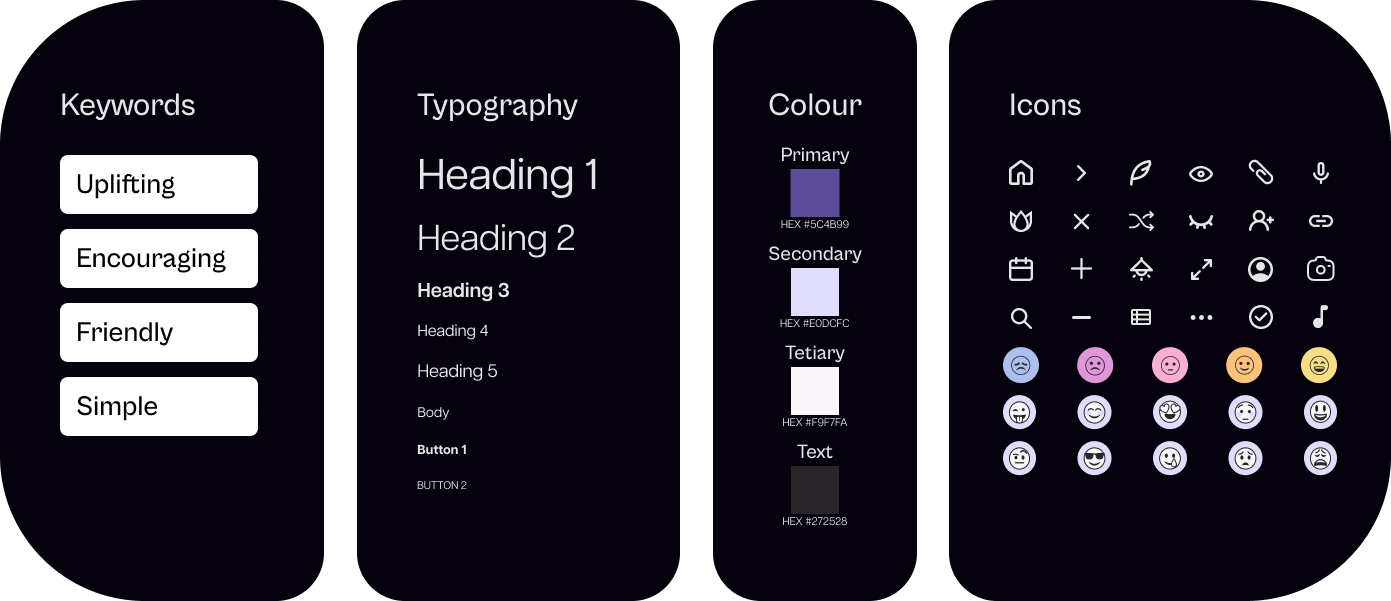 Keywords
Uplifting
Encouraging
Friendly
Simple
Typography
Heading 1
Heading 2
Heading 3
Heading 4
Heading 5
Body
Button 1
BUTTON 2
Colour
Primary
HEX #5C4B99
Secondary
HEX #E0DCFC
Tetiary
HEX #F9F7FA
Text
HEX #272528
Icons